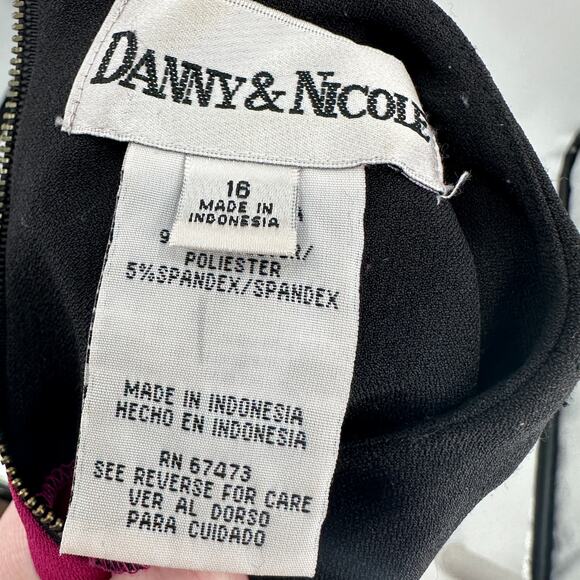 DANNY & NICOLE
16
MADE IN
INDONESIA
POLIESTER
5%SPANDEX/SPANDEX
MADE IN INDONESIA
HECHO EN INDONESIA
RN 67473
SEE REVERSE FOR CARE
VER AL DORSO
PARA CUIDADO